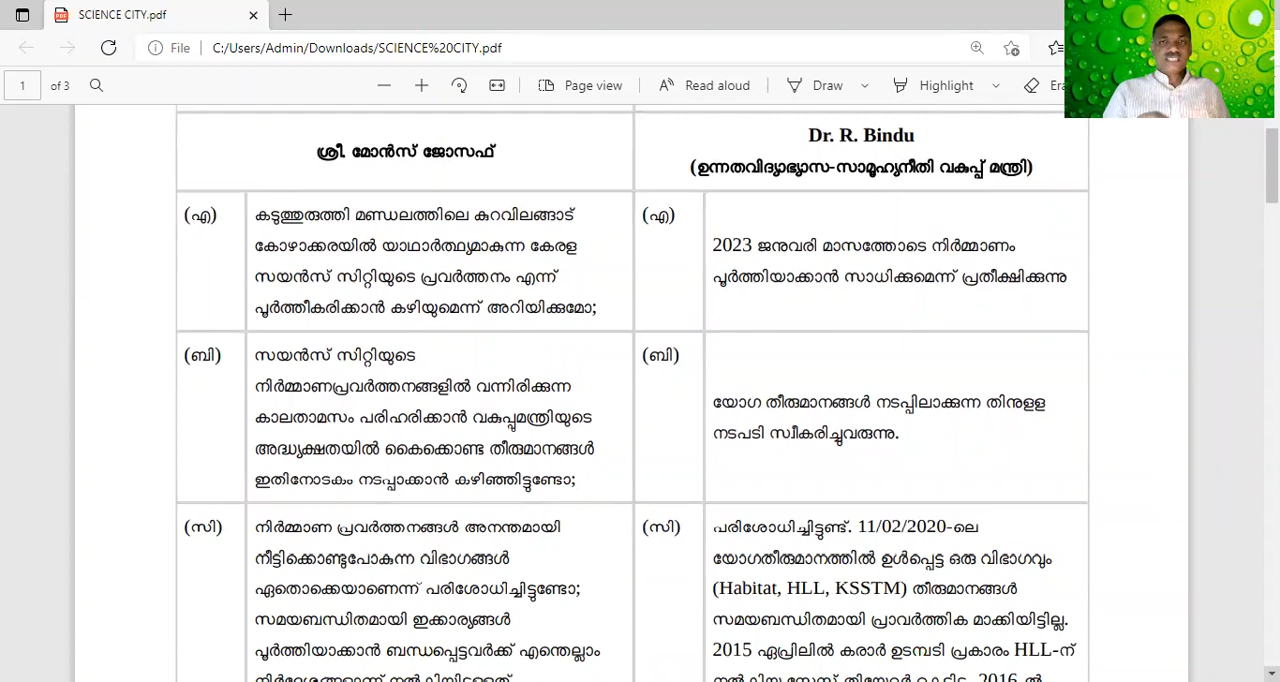 SCIENCE CITY.pdf
File C:/Users/Admin/Downloads/SCIENCE%20CITY.pdf
1 of 3 Page view Read aloud Draw Highlight
ശ്രീ. മോൻസ് ജോസഫ്
Dr. R. Bindu
(ഉന്നതവിദ്യാഭ്യാസ-സാമൂഹ്യനീതി വകുപ്പ് മന്ത്രി)
(എ)
കടുത്തുരുത്തി മണ്ഡലത്തിലെ കുറവിലങ്ങാട്
കോഴാക്കരയിൽ യാഥാർത്ഥ്യമാകുന്ന കേരള
സയൻസ് സിറ്റിയുടെ പ്രവർത്തനം എന്ന്
പൂർത്തീകരിക്കാൻ കഴിയുമെന്ന് അറിയിക്കുമോ;
(എ)
2023 ജനുവരി മാസത്തോടെ നിർമ്മാണം
പൂർത്തിയാക്കാൻ സാധിക്കുമെന്ന് പ്രതീക്ഷിക്കുന്നു
(ബി)
സയൻസ് സിറ്റിയുടെ
നിർമ്മാണപ്രവർത്തനങ്ങളിൽ വന്നിരിക്കുന്ന
കാലതാമസം പരിഹരിക്കാൻ വകുപ്പുമന്ത്രിയുടെ
അദ്ധ്യക്ഷതയിൽ കൈക്കൊണ്ട തീരുമാനങ്ങൾ
ഇതിനോടകം നടപ്പാക്കാൻ കഴിഞ്ഞിട്ടുണ്ടോ;
(ബി)
യോഗ തീരുമാനങ്ങൾ നടപ്പിലാക്കുന്ന തിനുളള
നടപടി സ്വീകരിച്ചുവരുന്നു.
(സി)
നിർമ്മാണ പ്രവർത്തനങ്ങൾ അനന്തമായി
നീട്ടിക്കൊണ്ടുപോകുന്ന വിഭാഗങ്ങൾ
ഏതൊക്കെയാണെന്ന് പരിശോധിച്ചിട്ടുണ്ടോ;
സമയബന്ധിതമായി ഇക്കാര്യങ്ങൾ
പൂർത്തിയാക്കാൻ ബന്ധപ്പെട്ടവർക്ക് എന്തെല്ലാം
(സി)
പരിശോധിച്ചിട്ടുണ്ട്. 11/02/2020-ലെ
യോഗതീരുമാനത്തിൽ ഉൾപ്പെട്ട ഒരു വിഭാഗവും
(Habitat, HLL, KSSTM) തീരുമാനങ്ങൾ
സമയബന്ധിതമായി പ്രാവർത്തിക മാക്കിയിട്ടില്ല.
2015 ഏപ്രിലിൽ കരാർ ഉടമ്പടി പ്രകാരം HLL-ന്
2016 ൽ